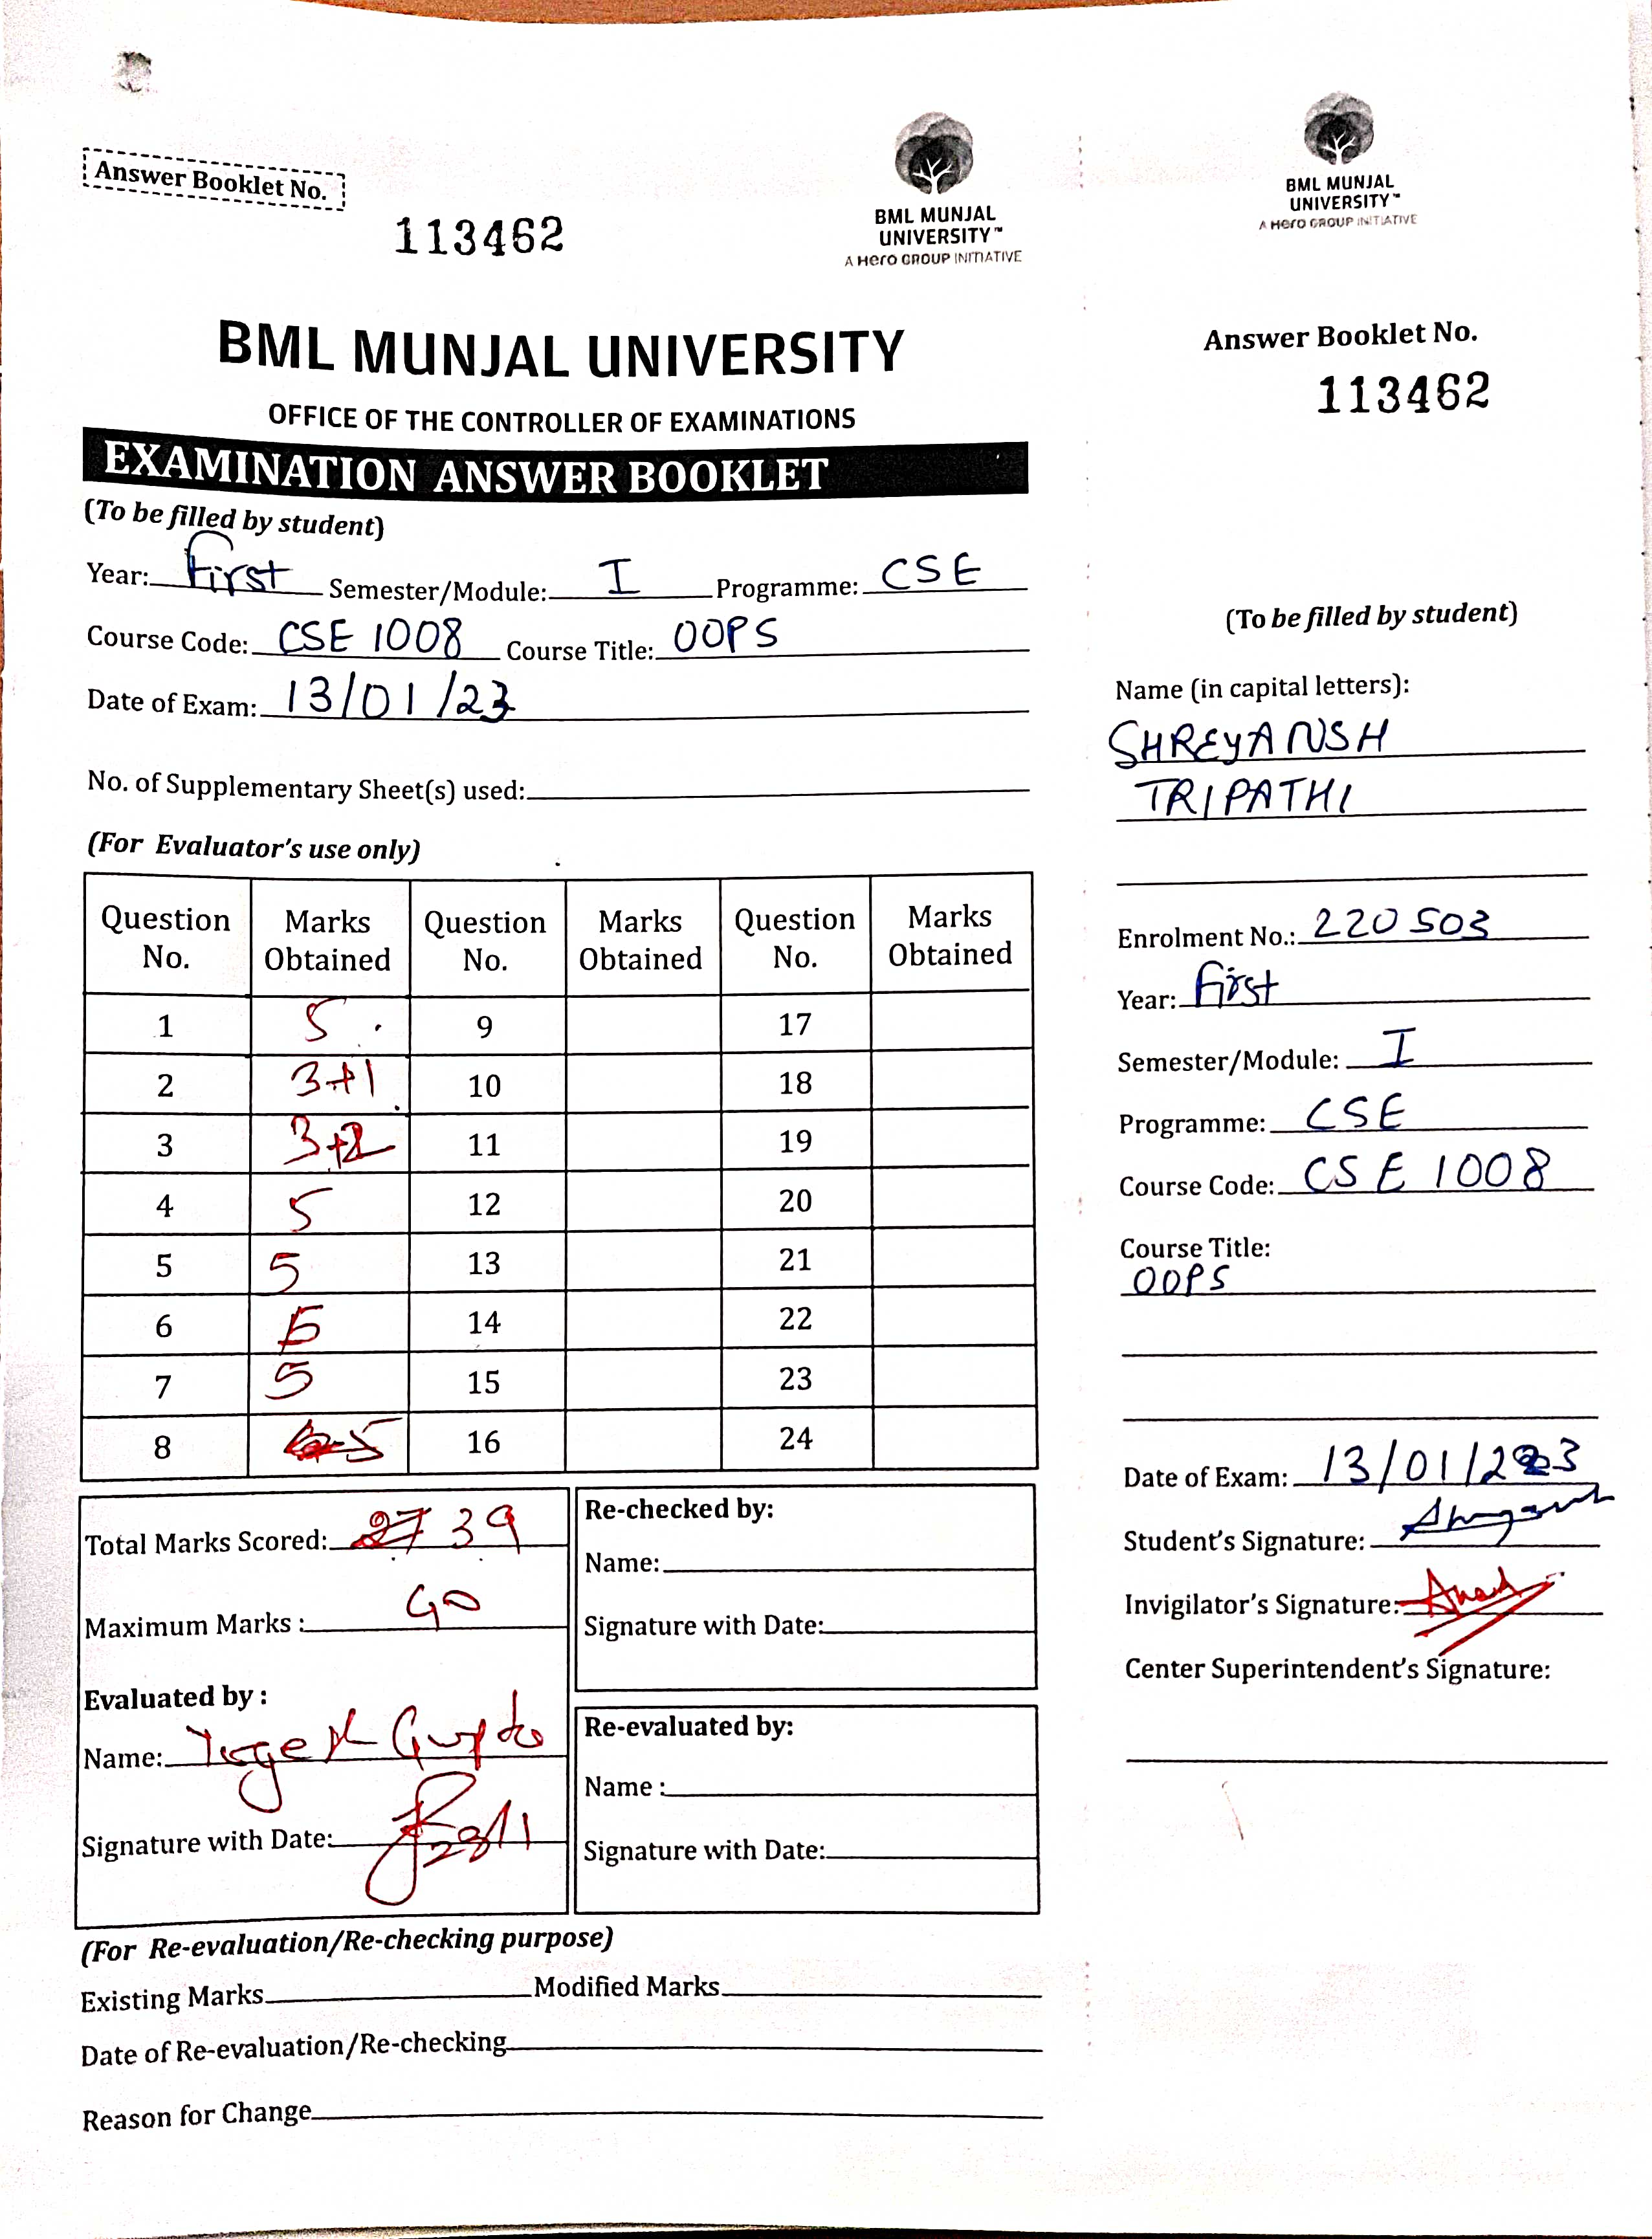 Answer Booklet No.
113462
BML MUNJAL
UNIVERSITY™
A Hero GROUP INITIATIVE
BML MUNJAL UNIVERSITY
OFFICE OF THE CONTROLLER OF EXAMINATIONS
EXAMINATION ANSWER BOOKLET
(To be filled by student)
Year: First Semester/Module: I Programme: CSE
Course Code: CSE 1008 Course Title: OOPS
Date of Exam: 13/01/23
No. of Supplementary Sheet(s) used:
(For Evaluator's use only)
Question No. Marks Obtained Question No. Marks Obtained Question No. Marks Obtained
1 5 9 17
2 3+1 10 18
3 3+2 11 19
4 5 12 20
5 5 13 21
6 5 14 22
7 5 15 23
8 5 16 24
Total Marks Scored: 39
Maximum Marks : 40
Evaluated by :
Name: Yogesh Gupta
Signature with Date: 23/1
Re-checked by:
Name:
Signature with Date:
Re-evaluated by:
Name :
Signature with Date:
(For Re-evaluation/Re-checking purpose)
Existing Marks Modified Marks
Date of Re-evaluation/Re-checking
Reason for Change
BML MUNJAL
UNIVERSITY™
A Hero GROUP INITIATIVE
Answer Booklet No.
113462
(To be filled by student)
Name (in capital letters):
SHREYANSH
TRIPATHI
Enrolment No.: 220503
Year: First
Semester/Module: I
Programme: CSE
Course Code: CSE 1008
Course Title:
OOPS
Date of Exam: 13/01/23
Student's Signature:
Invigilator's Signature:
Center Superintendent's Signature: